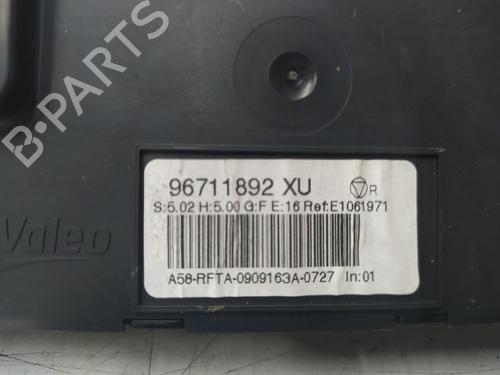 B-PARTS
96711892 XU R
S:5.02 H:5.00 G:F E:16 Ref:E1061971
Valeo
A58-RFTA-0909163A-0727 In:01